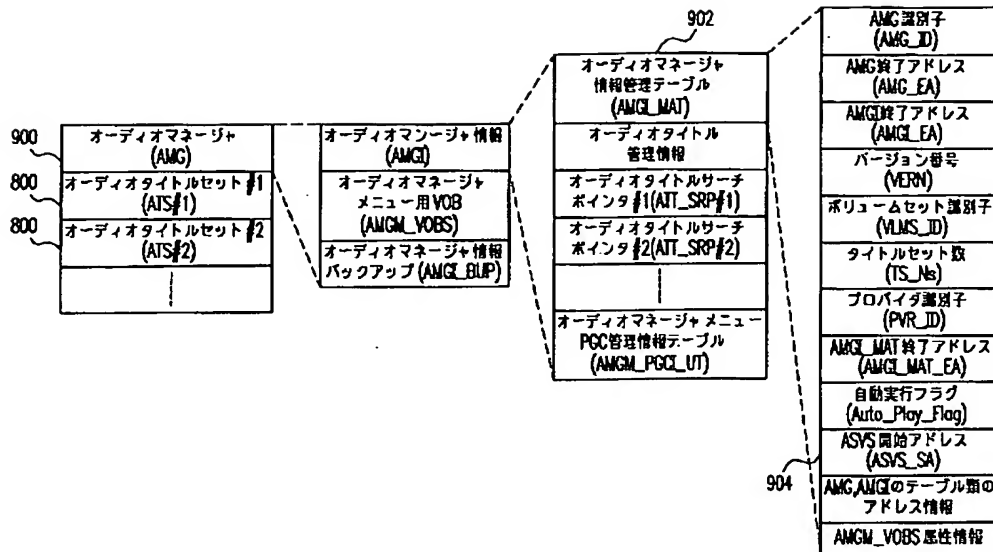 900
オーディオマネージャ
(AMG)
800
オーディオタイトルセット#1
(ATS#1)
800
オーディオタイトルセット#2
(ATS#2)
オーディオマンージャ情報
(AMGI)
オーディオマネージャ
メニュー用VOB
(AMGM_VOBS)
オーディオマネージャ情報
バックアップ(AMGI_BUP)
902
オーディオマネージャ
情報管理テーブル
(AMGI_MAT)
オーディオタイトル
管理情報
オーディオタイトルサーチ
ポインタ#1(ATT_SRP#1)
オーディオタイトルサーチ
ポインタ#2(ATT_SRP#2)
オーディオマネージャメニュー
PGC管理情報テーブル
(AMGM_PGCI_UT)
904
AMG識別子
(AMG_ID)
AMG終了アドレス
(AMG_EA)
AMGI終了アドレス
(AMGI_EA)
バージョン番号
(VERN)
ボリュームセット識別子
(VLMS_ID)
タイトルセット数
(TS_Ns)
プロバイダ識別子
(PVR_ID)
AMGI_MAT終了アドレス
(AMGI_MAT_EA)
自動実行フラグ
(Auto_Play_Flag)
ASVS開始アドレス
(ASVS_SA)
AMG,AMGIのテーブル類の
アドレス情報
AMGM_VOBS属性情報